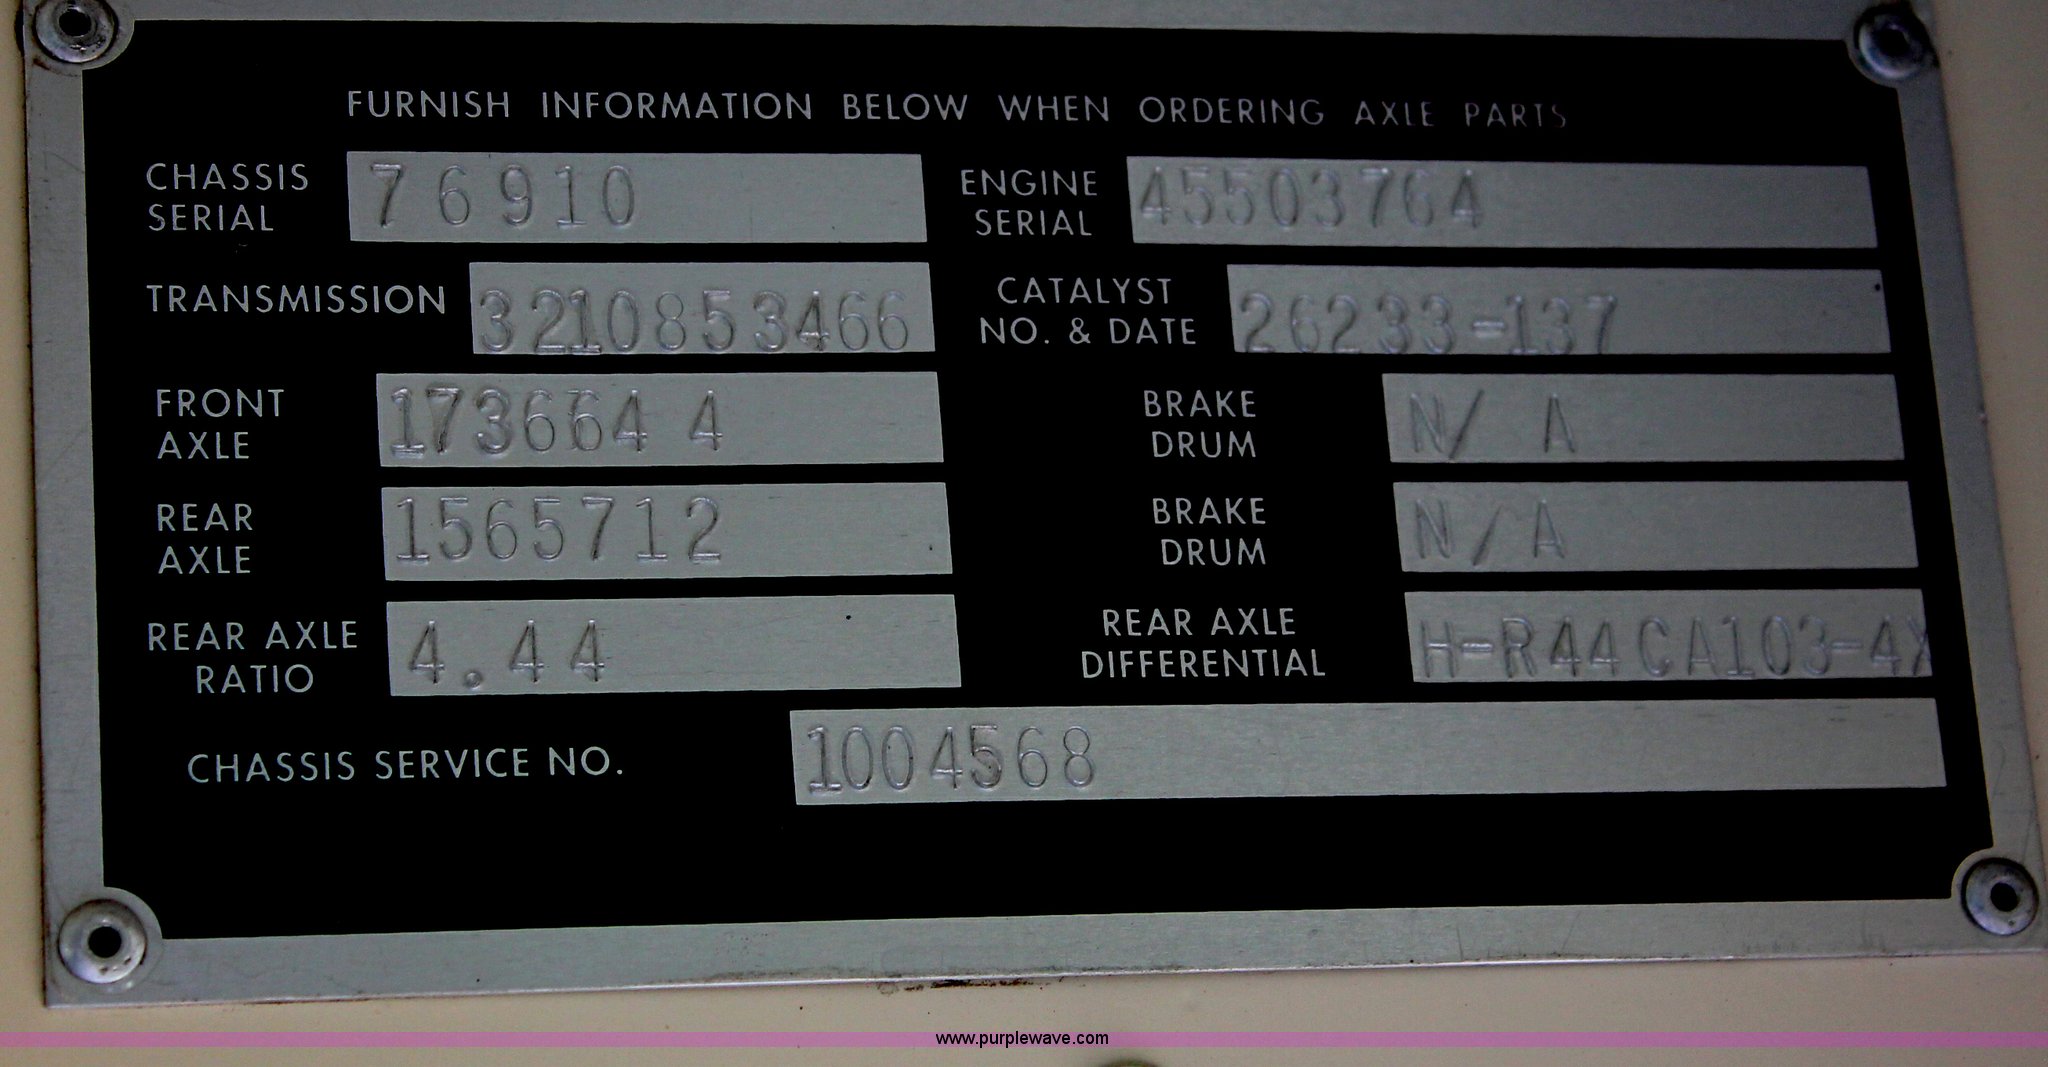 FURNISH INFORMATION BELOW WHEN ORDERING AXLE PARTS
CHASSIS SERIAL 76910
ENGINE SERIAL 45503764
TRANSMISSION 3210853466
CATALYST NO. & DATE 26233-137
FRONT AXLE 1736644
BRAKE DRUM N/A
REAR AXLE 1565712
BRAKE DRUM N/A
REAR AXLE RATIO 4.44
REAR AXLE DIFFERENTIAL H-R44CA103-4X
CHASSIS SERVICE NO. 1004568
www.purplewave.com